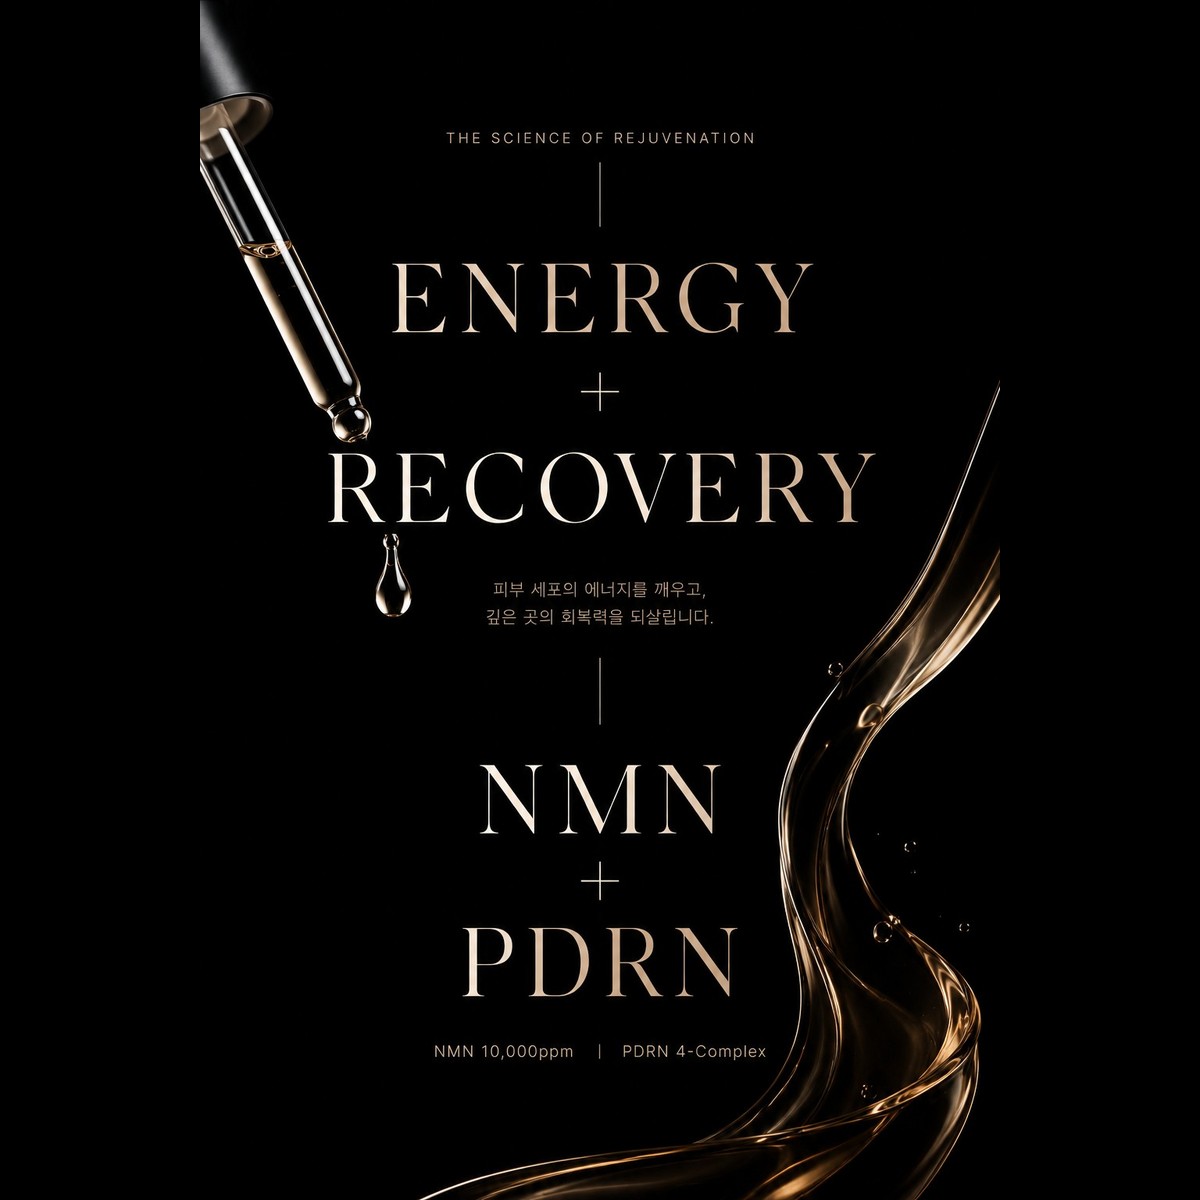 THE SCIENCE OF REJUVENATION
ENERGY
+
RECOVERY
피부 세포의 에너지를 깨우고,
깊은 곳의 회복력을 되살립니다.
NMN
+
PDRN
NMN 10,000ppm | PDRN 4-Complex